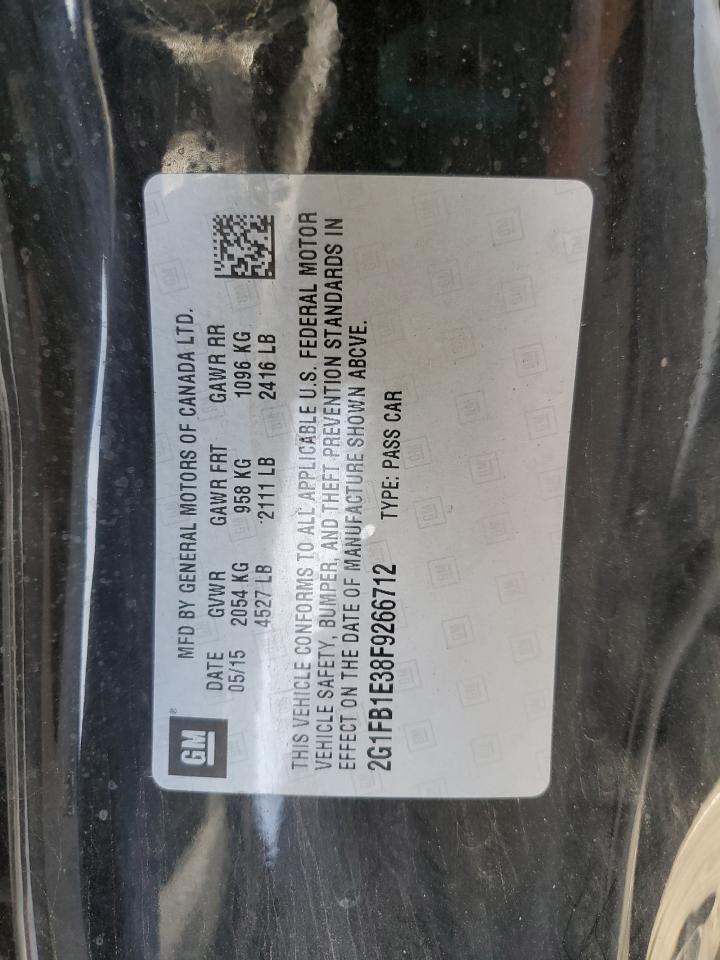 GM®
MFD BY GENERAL MOTORS OF CANADA LTD.
DATE GVWR GAWR FRT GAWR RR
05/15 2054 KG 958 KG 1096 KG
4527 LB 2111 LB 2416 LB
THIS VEHICLE CONFORMS TO ALL APPLICABLE U.S. FEDERAL MOTOR
VEHICLE SAFETY, BUMPER, AND THEFT PREVENTION STANDARDS IN
EFFECT ON THE DATE OF MANUFACTURE SHOWN ABOVE.
2G1FB1E38F9266712 TYPE: PASS CAR